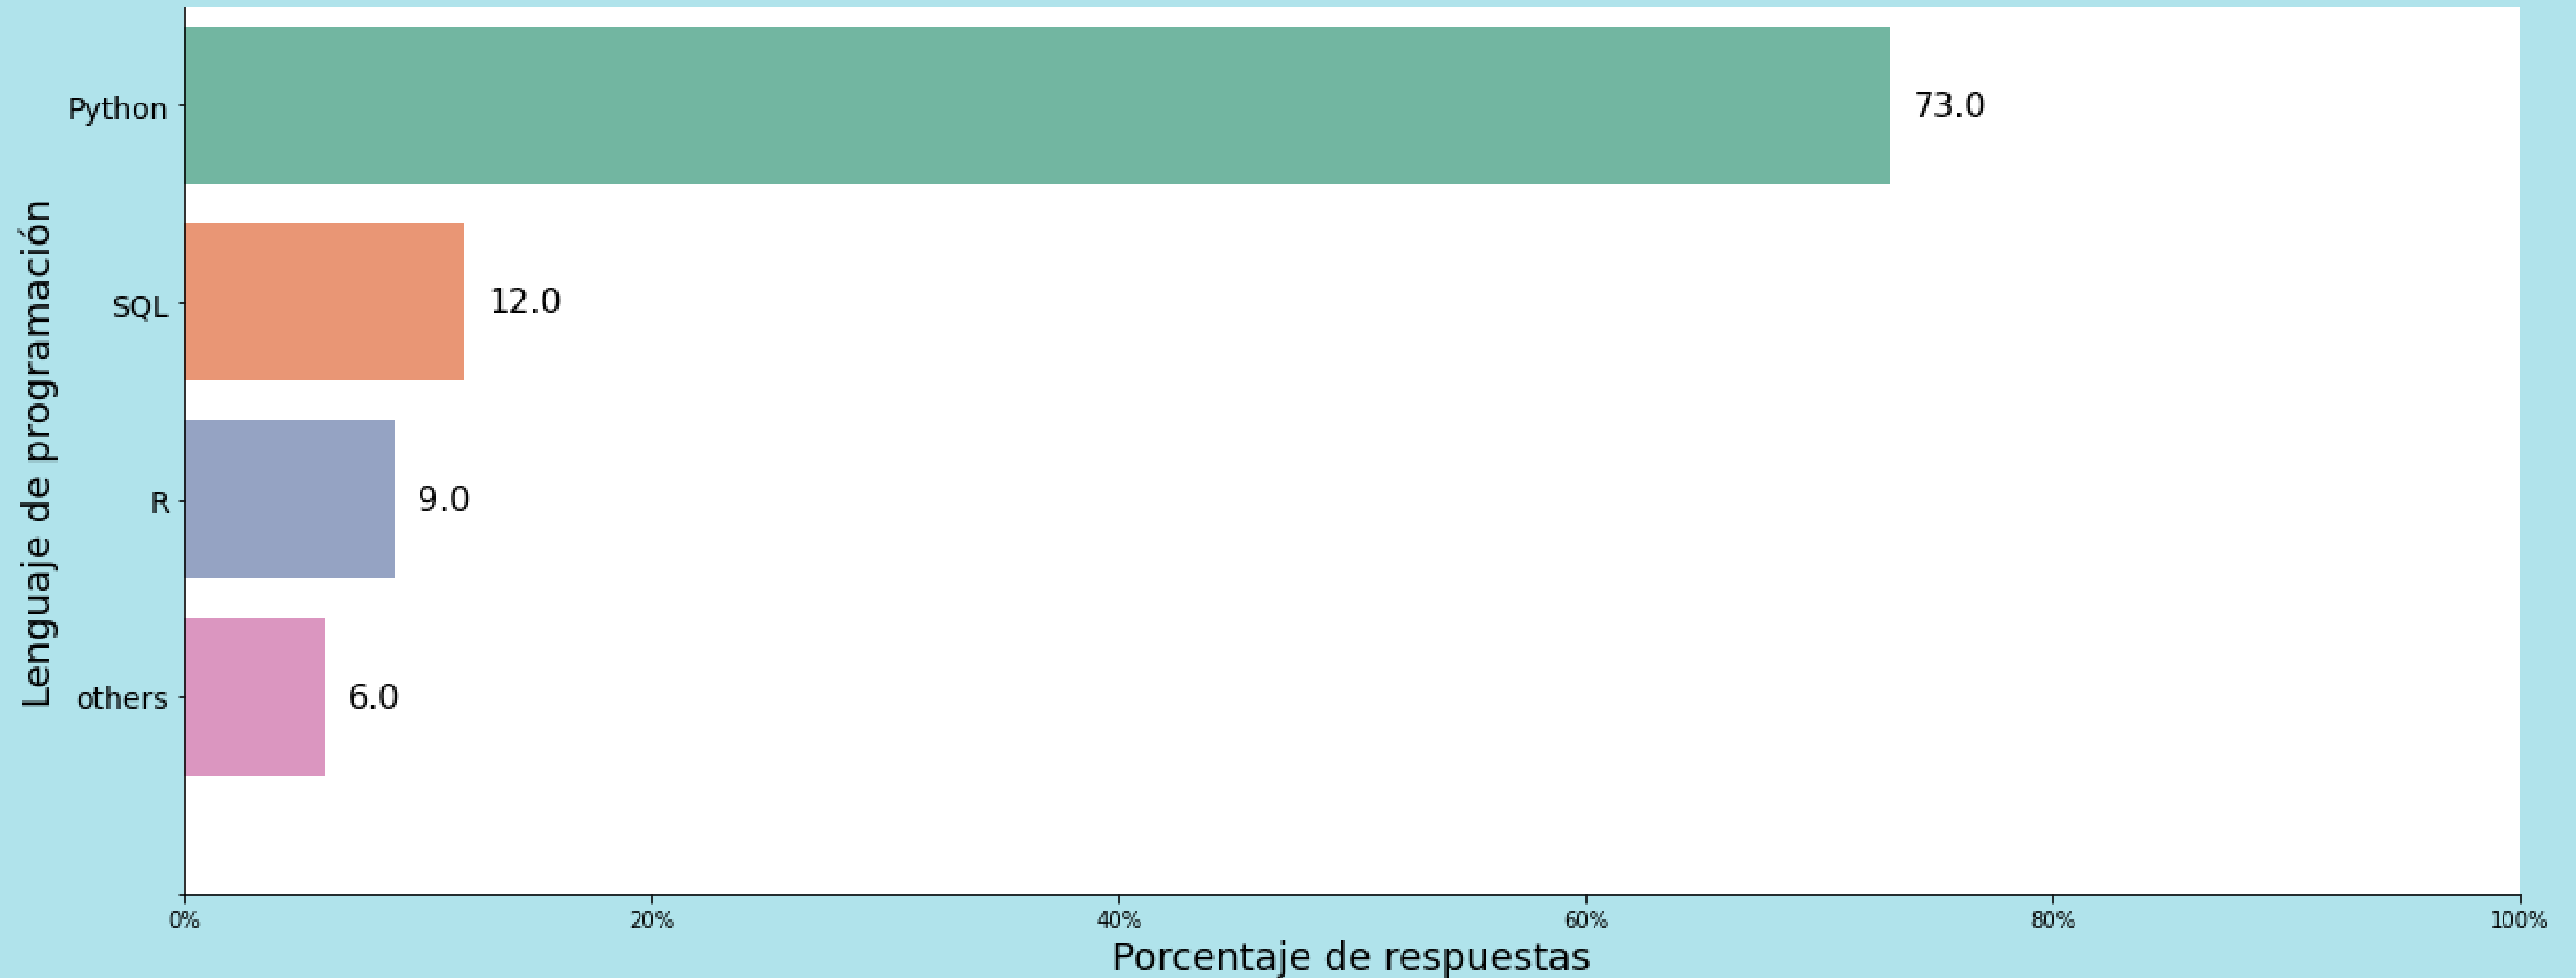 Lenguaje de programación
Python
73.0
SQL
12.0
R
9.0
others
6.0
0%
20%
40%
60%
80%
100%
Porcentaje de respuestas